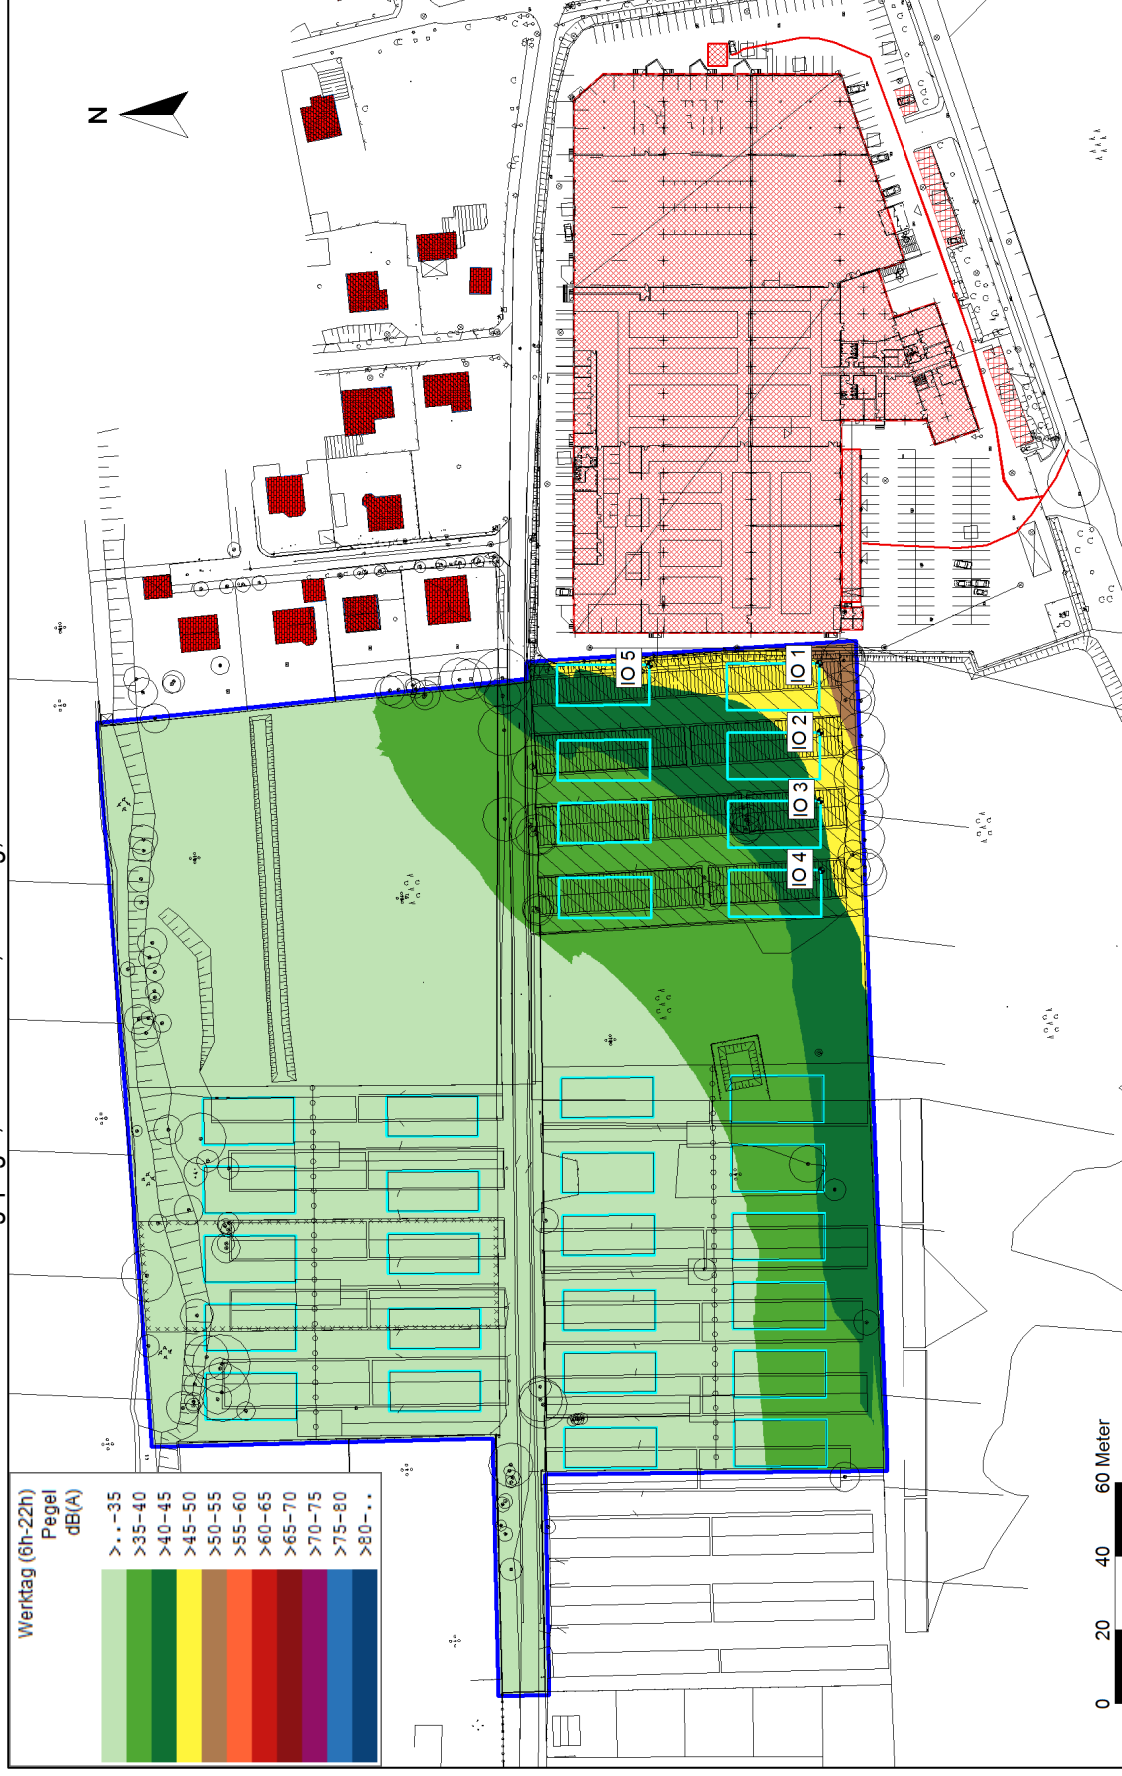 Werktag (6h-22h)
Pegel
dB(A)
>..-35
>35-40
>40-45
>45-50
>50-55
>55-60
>60-65
>65-70
>70-75
>75-80
>80-..
N
IO 5
IO 1
IO 2
IO 3
IO 4
0 20 40 60 Meter